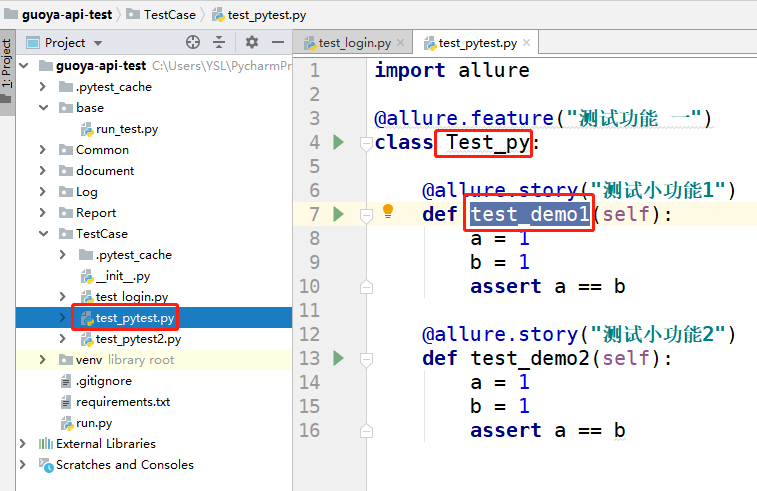 guoya-api-test TestCase test_pytest.py
1: Project
Project
guoya-api-test C:\Users\YSL\PycharmPr
.pytest_cache
base
run_test.py
Common
document
Log
Report
TestCase
.pytest_cache
__init__.py
test_login.py
test_pytest.py
test_pytest2.py
venv library root
.gitignore
requirements.txt
run.py
External Libraries
Scratches and Consoles
test_login.py test_pytest.py
1 import allure
2
3 @allure.feature("测试功能 一")
4 class Test_py:
5
6 @allure.story("测试小功能1")
7 def test_demo1(self):
8 a = 1
9 b = 1
10 assert a == b
11
12 @allure.story("测试小功能2")
13 def test_demo2(self):
14 a = 1
15 b = 1
16 assert a == b